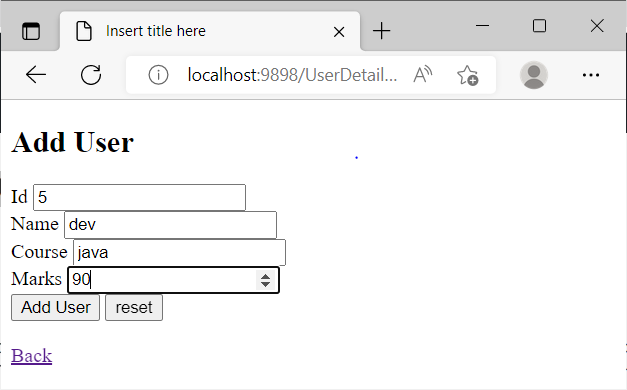 Insert title here
localhost:9898/UserDetail...
Add User
Id 5
Name dev
Course java
Marks 90
Add User reset
Back